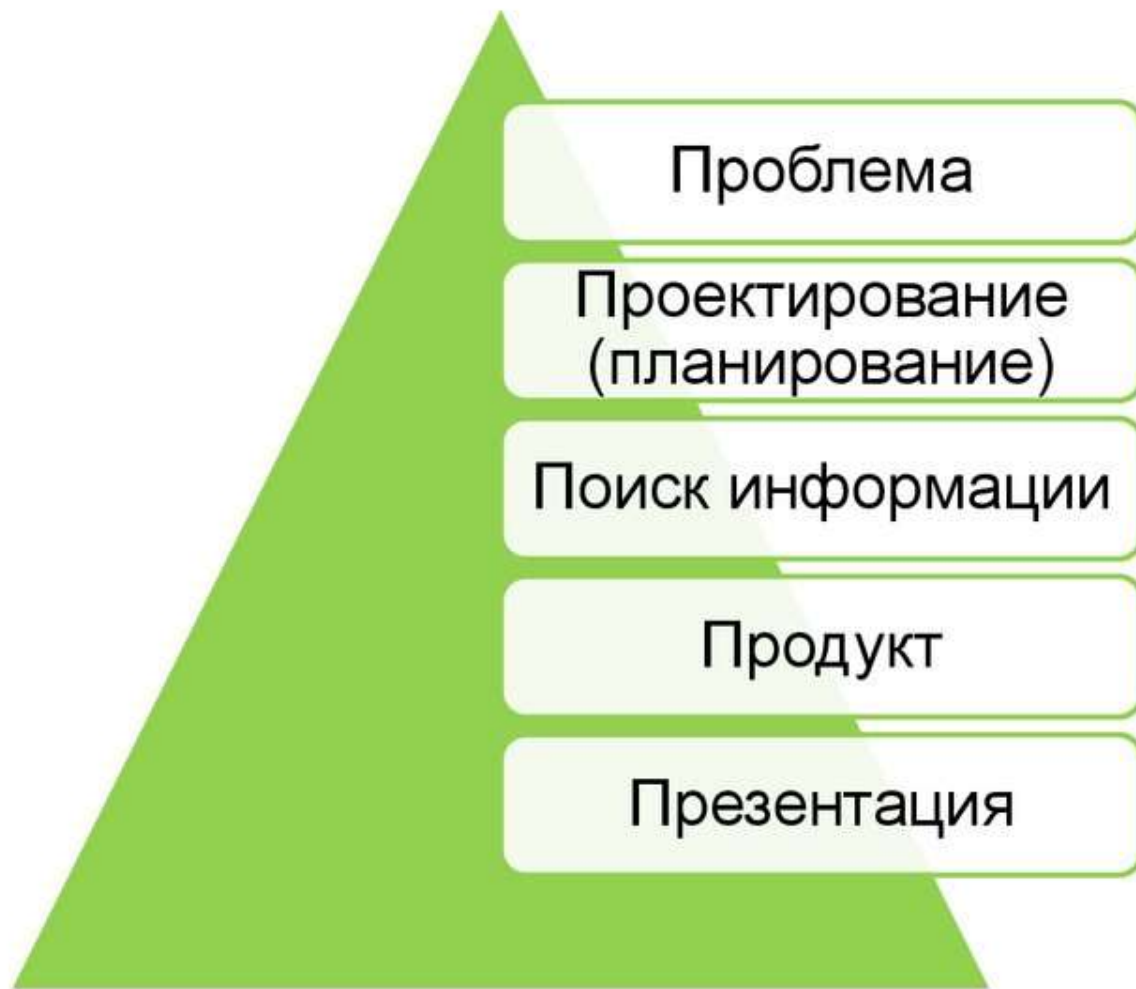 Проблема
Проектирование
(планирование)
Поиск информации
Продукт
Презентация